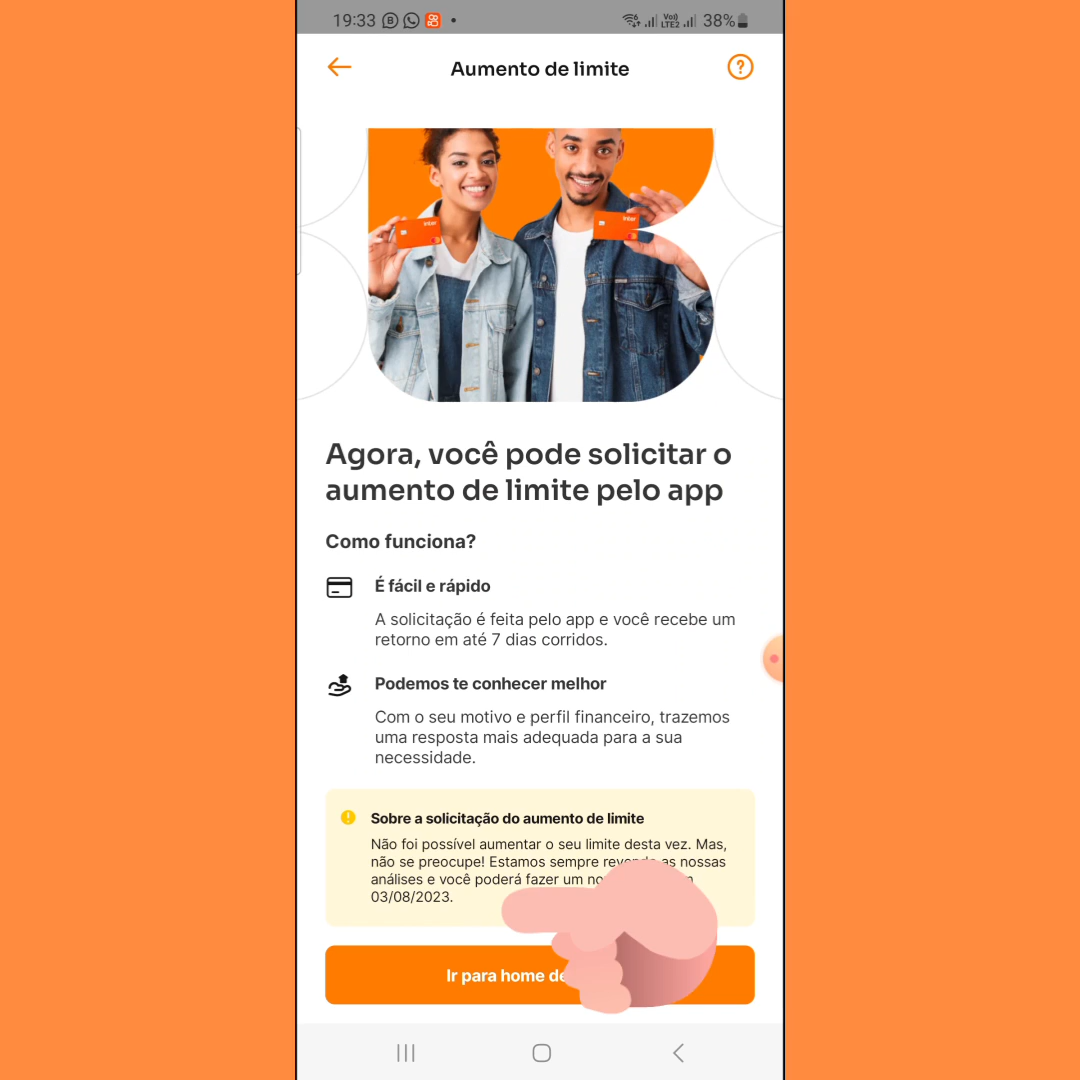 19:33
Vo)) LTE2
38%
Aumento de limite
inter
inter
Agora, você pode solicitar o
aumento de limite pelo app
Como funciona?
É fácil e rápido
A solicitação é feita pelo app e você recebe um
retorno em até 7 dias corridos.
Podemos te conhecer melhor
Com o seu motivo e perfil financeiro, trazemos
uma resposta mais adequada para a sua
necessidade.
Sobre a solicitação do aumento de limite
Não foi possível aumentar o seu limite desta vez. Mas,
não se preocupe! Estamos sempre revendo as nossas
análises e você poderá fazer um
03/08/2023.
Ir para home